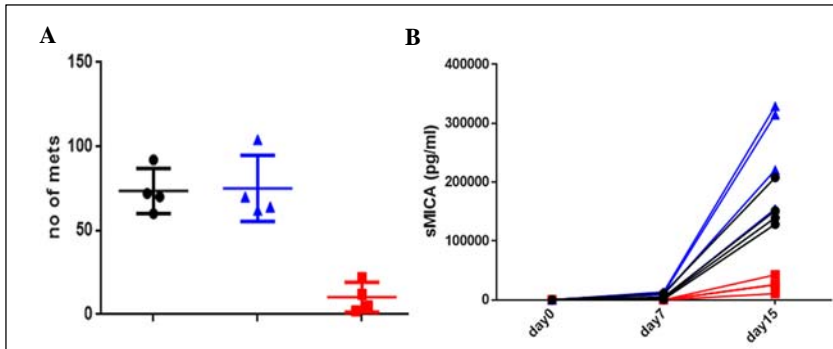 A
no of mets
150
100
50
0
B
sMICA (pg/ml)
400000
300000
200000
100000
0
day0
day7
day15